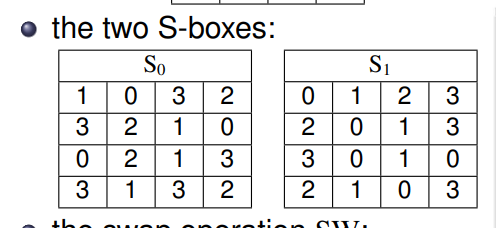 the two S-boxes:
S0 S1
1 0 3 2 0 1 2 3
3 2 1 0 2 0 1 3
0 2 1 3 3 0 1 0
3 1 3 2 2 1 0 3
the swap operation SW: